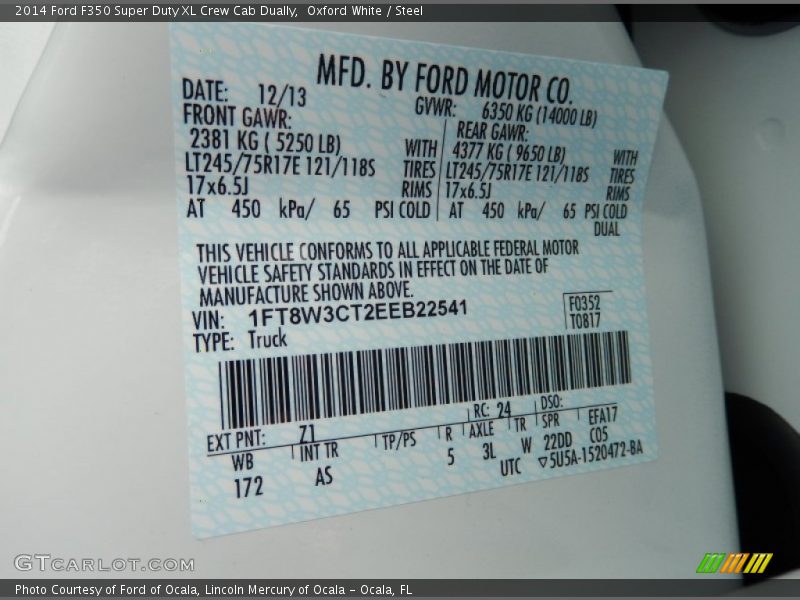 2014 Ford F350 Super Duty XL Crew Cab Dually, Oxford White / Steel
MFD. BY FORD MOTOR CO.
DATE: 12/13 GVWR: 6350 KG (14000 LB)
FRONT GAWR: REAR GAWR:
2381 KG ( 5250 LB) WITH 4377 KG ( 9650 LB) WITH
LT245/75R17E 121/118S TIRES LT245/75R17E 121/118S TIRES
17x6.5J RIMS 17x6.5J RIMS
AT 450 kPa/ 65 PSI COLD AT 450 kPa/ 65 PSI COLD
DUAL
THIS VEHICLE CONFORMS TO ALL APPLICABLE FEDERAL MOTOR
VEHICLE SAFETY STANDARDS IN EFFECT ON THE DATE OF
MANUFACTURE SHOWN ABOVE.
VIN: 1FT8W3CT2EEB22541 F0352
TYPE: Truck T0817
EXT PNT: Z1 RC: 24 DSO:
WB INT TR TP/PS R AXLE TR SPR EFA17
172 AS 5 3L W 22DD C05
UTC ▽5U5A-1520472-BA
GTCARLOT.COM
Photo Courtesy of Ford of Ocala, Lincoln Mercury of Ocala – Ocala, FL